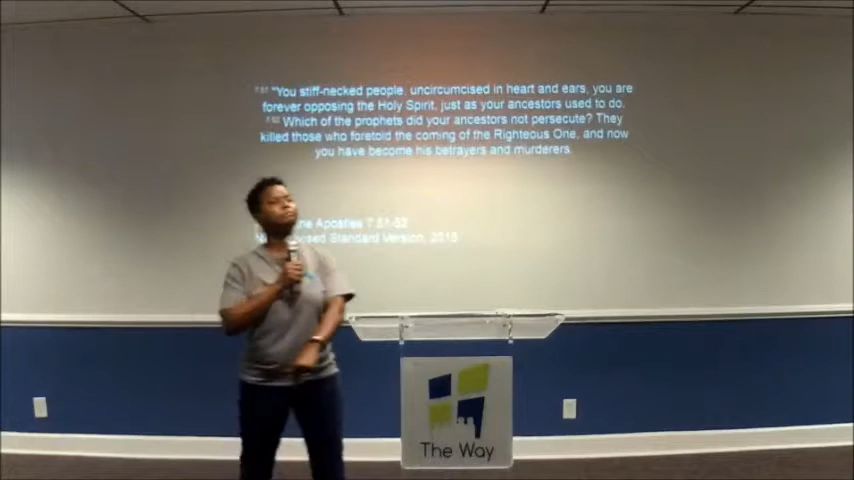 7:51 "You stiff-necked people, uncircumcised in heart and ears, you are
forever opposing the Holy Spirit, just as your ancestors used to do.
7:52 Which of the prophets did your ancestors not persecute? They
killed those who foretold the coming of the Righteous One, and now
you have become his betrayers and murderers.
Apostles 7:51-52
Standard Version, 2015
The Way